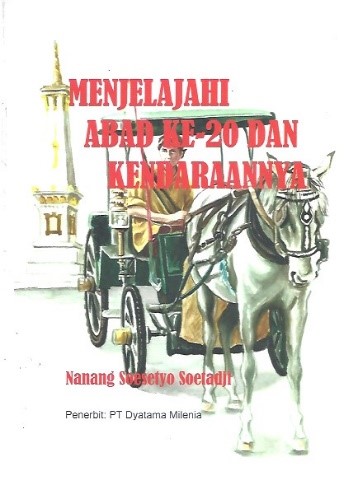 MENJELAJAHI
ABAD KE-20 DAN
KENDARAANNYA
Nanang Soesetyo Soetadji
Penerbit: PT Dyatama Milenia